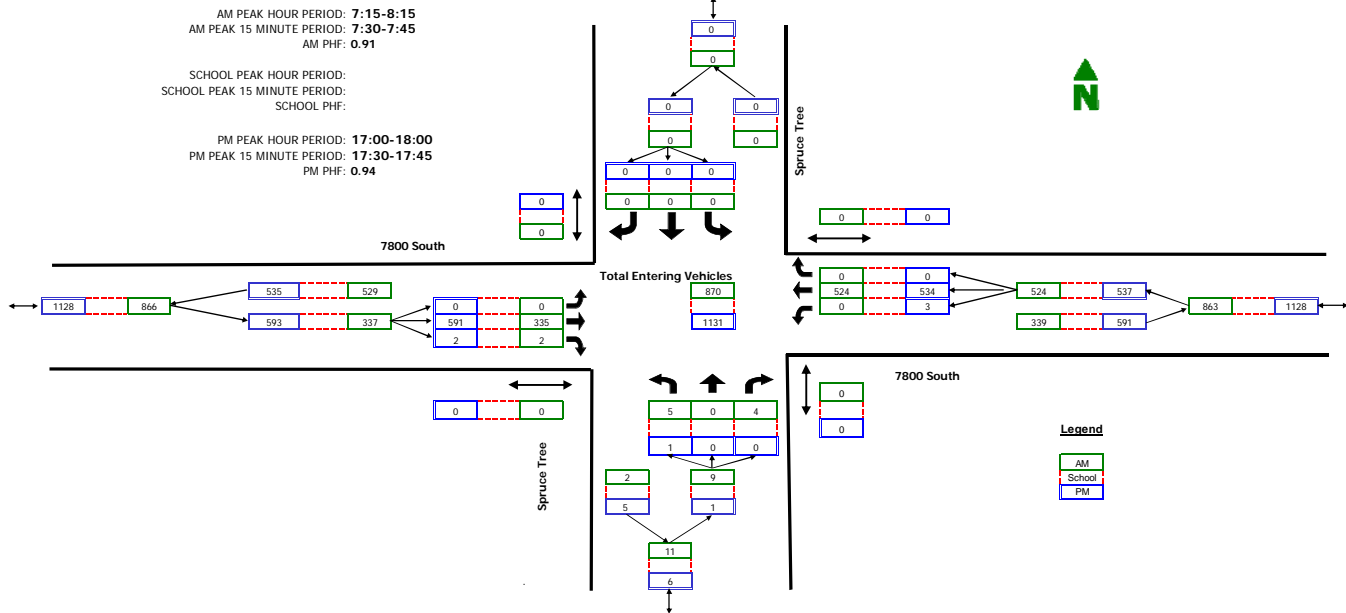 AM PEAK HOUR PERIOD: 7:15-8:15
AM PEAK 15 MINUTE PERIOD: 7:30-7:45
AM PHF: 0.91
SCHOOL PEAK HOUR PERIOD:
SCHOOL PEAK 15 MINUTE PERIOD:
SCHOOL PHF:
PM PEAK HOUR PERIOD: 17:00-18:00
PM PEAK 15 MINUTE PERIOD: 17:30-17:45
PM PHF: 0.94
0
0
N
0 0
0 0
Spruce Tree
0 0 0
0 0 0
0
0
0 0
7800 South
Total Entering Vehicles
870
1131
1128 866
535 529
593 337
0 0
591 335
2 2
0 0
524 534
0 3
524 537
339 591
863 1128
7800 South
0
0
0 0
5 0 4
1 0 0
2 9
5 1
11
6
Spruce Tree
Legend
AM
School
PM